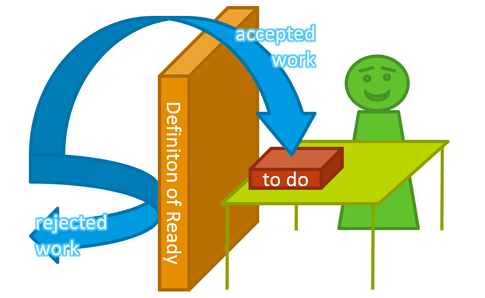 accepted
work
Definiton of Ready
to do
rejected
work